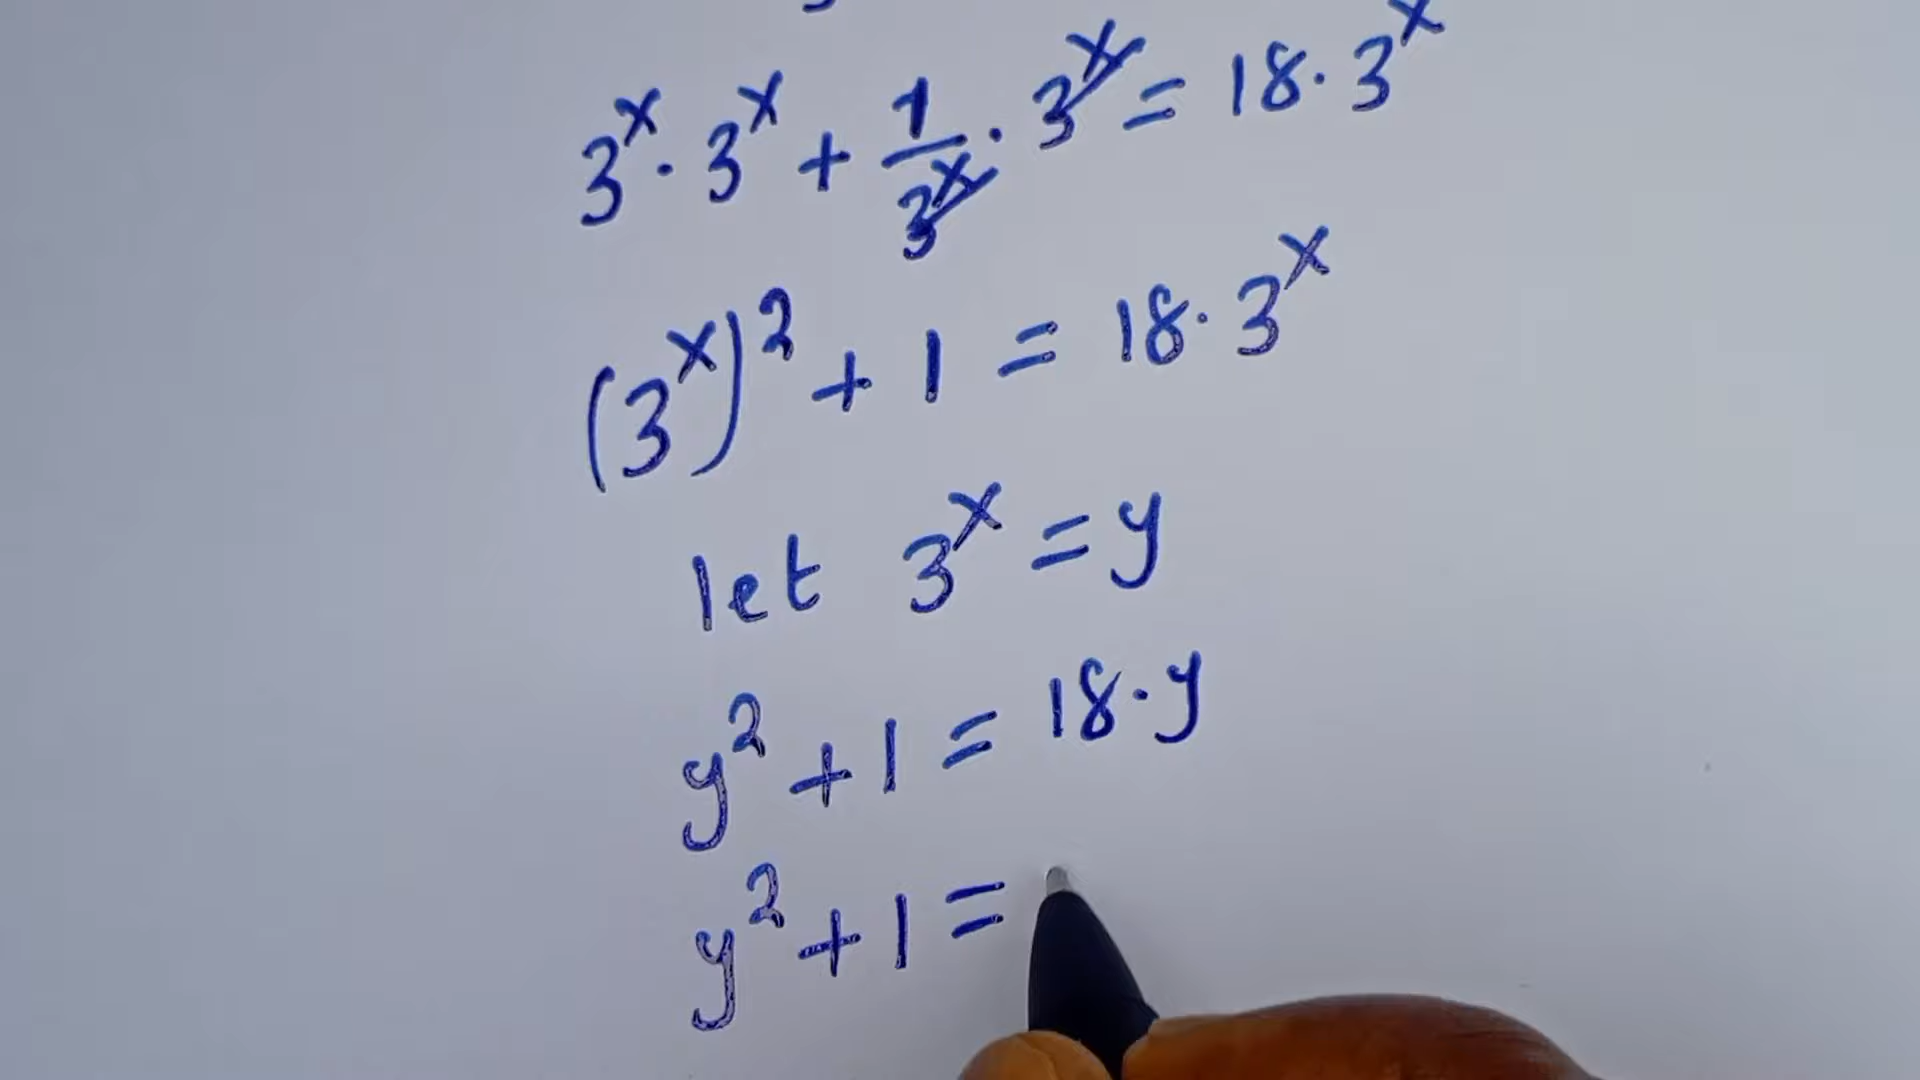 3^x · 3^x + 1/3^x · 3^x = 18 · 3^x
(3^x)^2 + 1 = 18 · 3^x
let 3^x = y
y^2 + 1 = 18 · y
y^2 + 1 =